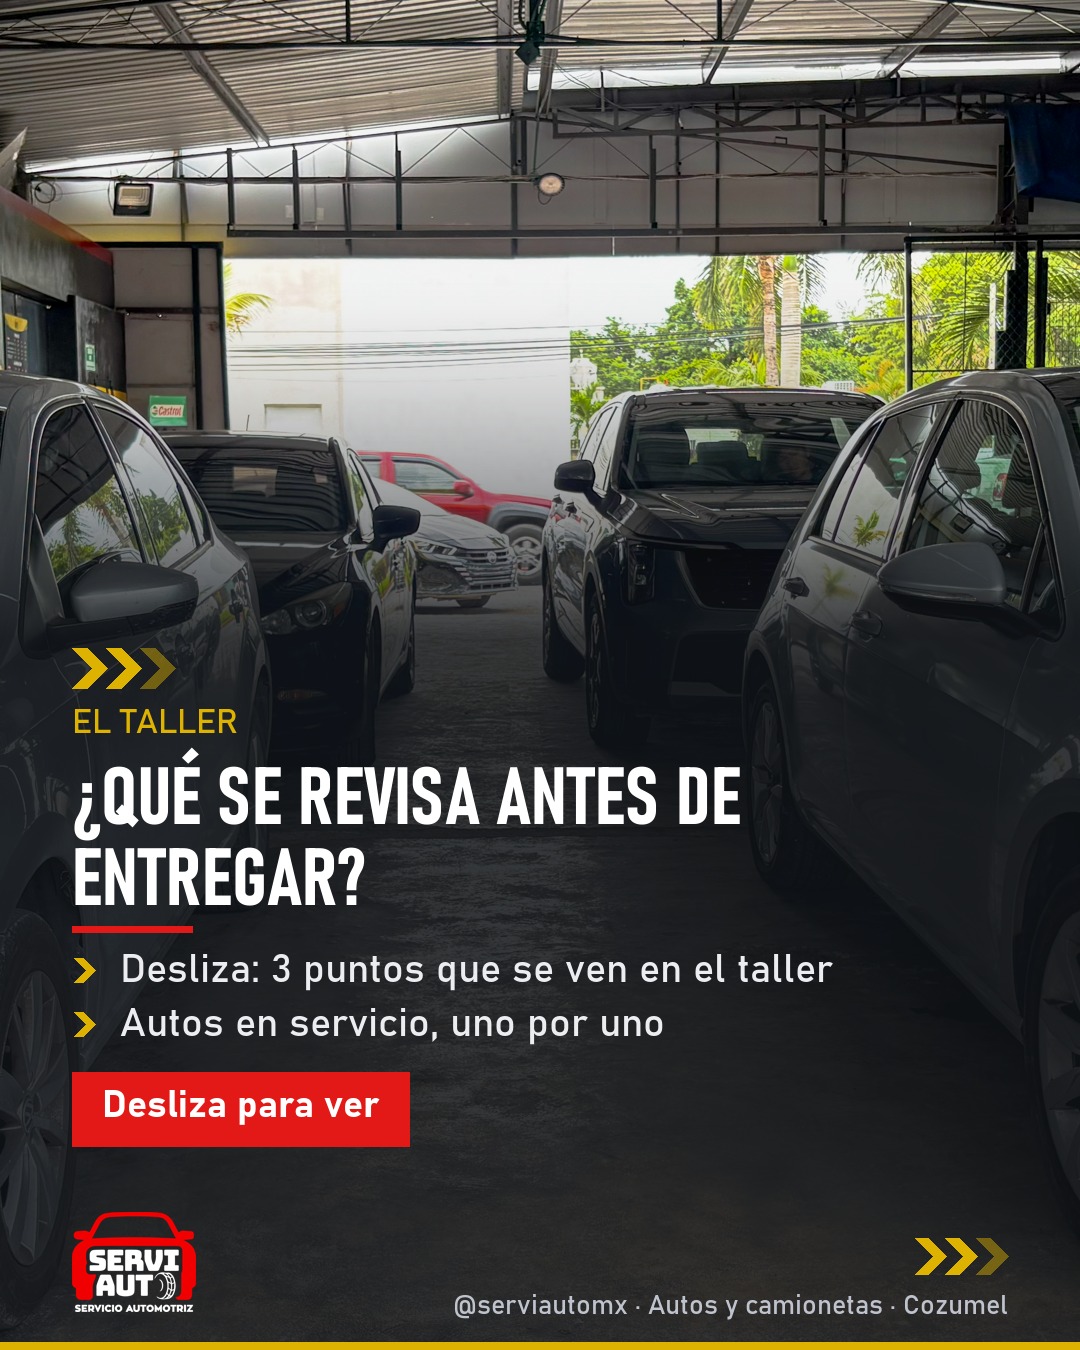 Castrol
EL TALLER
¿QUÉ SE REVISA ANTES DE
ENTREGAR?
Desliza: 3 puntos que se ven en el taller
Autos en servicio, uno por uno
Desliza para ver
SERVI
AUTO
SERVICIO AUTOMOTRIZ
@serviautomx · Autos y camionetas · Cozumel